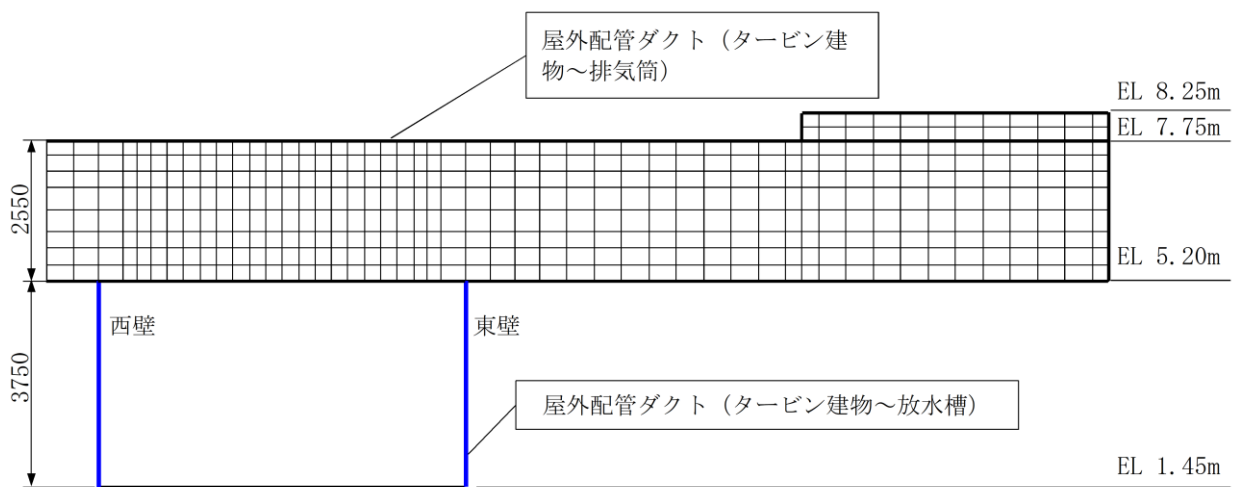 屋外配管ダクト（タービン建
物～排気筒）
EL 8.25m
EL 7.75m
2550
EL 5.20m
西壁
東壁
3750
屋外配管ダクト（タービン建物～放水槽）
EL 1.45m